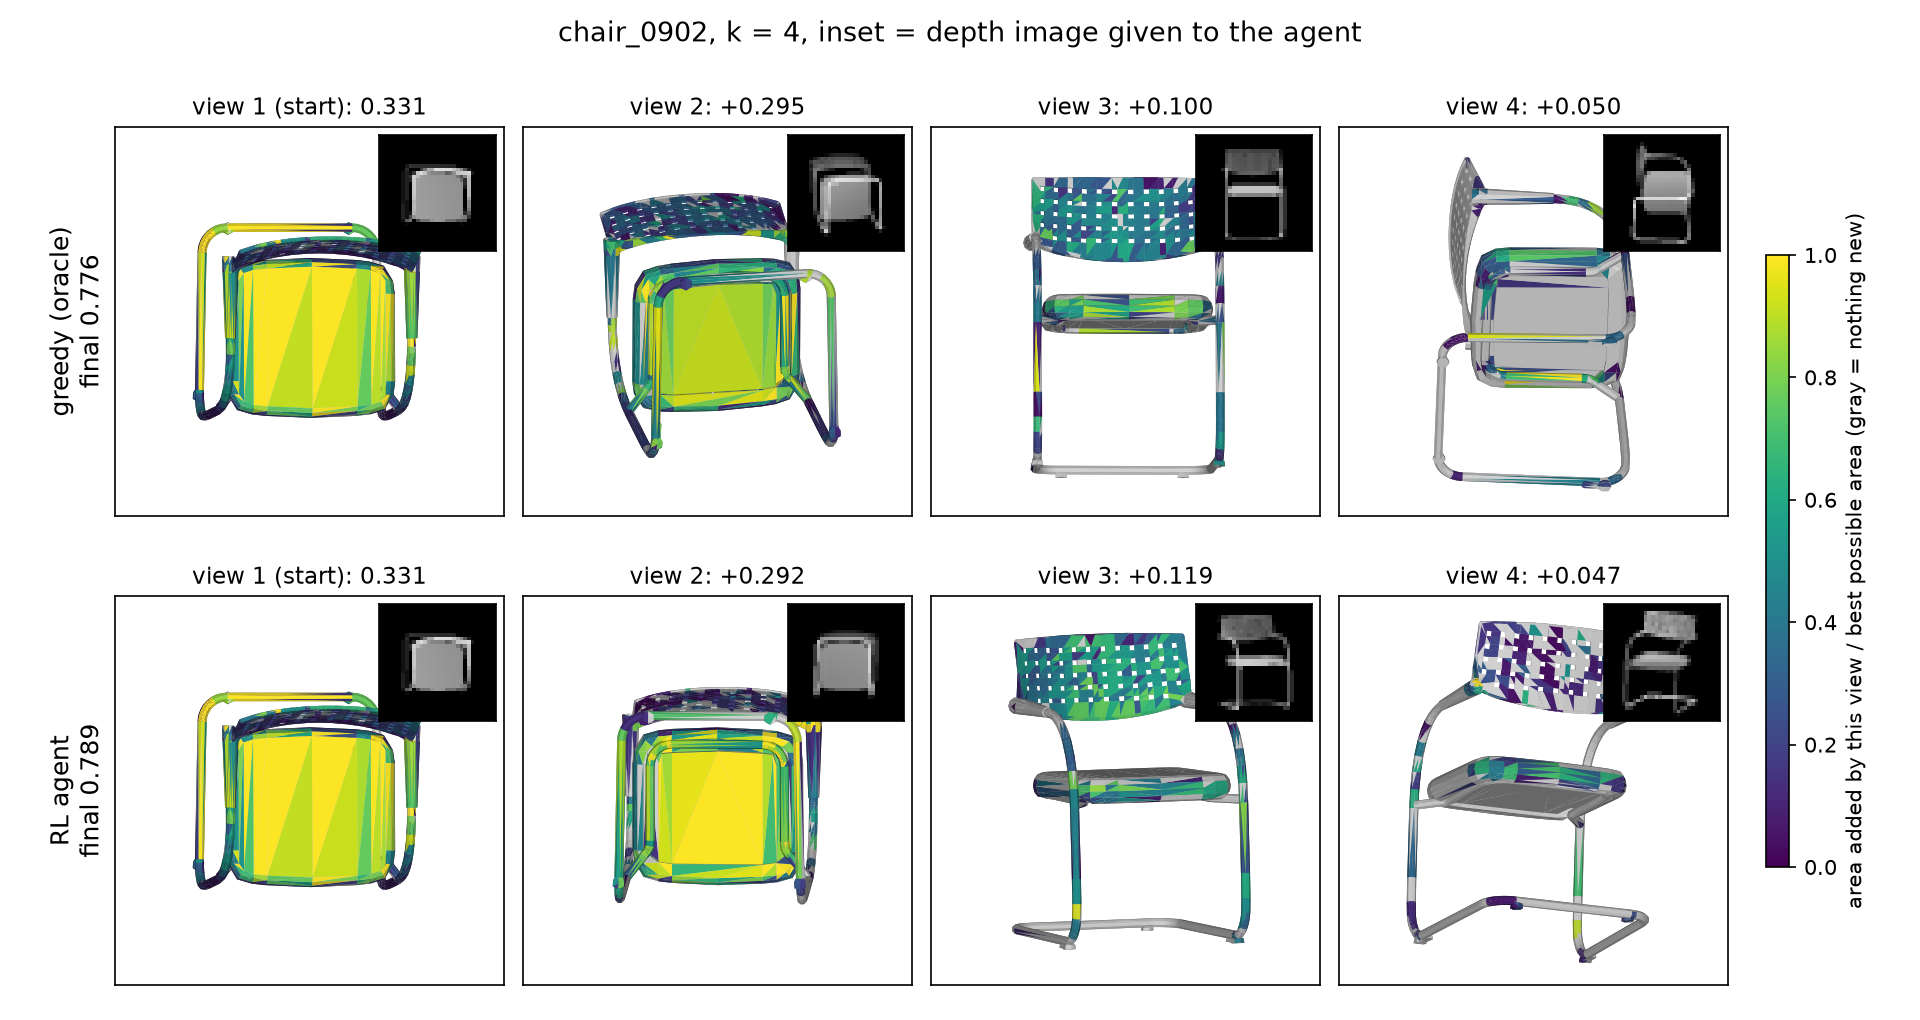 chair_0902, k = 4, inset = depth image given to the agent
view 1 (start): 0.331
view 2: +0.295
view 3: +0.100
view 4: +0.050
greedy (oracle)
final 0.776
view 1 (start): 0.331
view 2: +0.292
view 3: +0.119
view 4: +0.047
RL agent
final 0.789
1.0
0.8
0.6
0.4
0.2
0.0
area added by this view / best possible area (gray = nothing new)